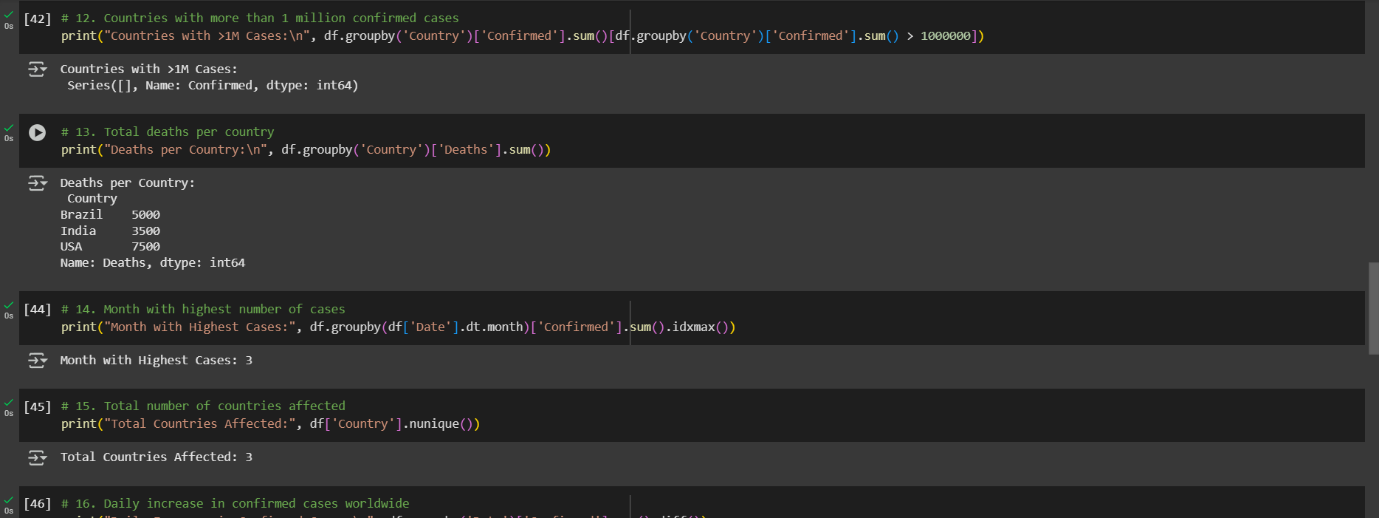 [42] # 12. Countries with more than 1 million confirmed cases
0s
print("Countries with >1M Cases:\n", df.groupby('Country')['Confirmed'].sum()[df.groupby('Country')['Confirmed'].sum() > 1000000])
Countries with >1M Cases:
Series([], Name: Confirmed, dtype: int64)
# 13. Total deaths per country
0s
print("Deaths per Country:\n", df.groupby('Country')['Deaths'].sum())
Deaths per Country:
Country
Brazil 5000
India 3500
USA 7500
Name: Deaths, dtype: int64
[44] # 14. Month with highest number of cases
0s
print("Month with Highest Cases:", df.groupby(df['Date'].dt.month)['Confirmed'].sum().idxmax())
Month with Highest Cases: 3
[45] # 15. Total number of countries affected
0s
print("Total Countries Affected:", df['Country'].nunique())
Total Countries Affected: 3
[46] # 16. Daily increase in confirmed cases worldwide
0s